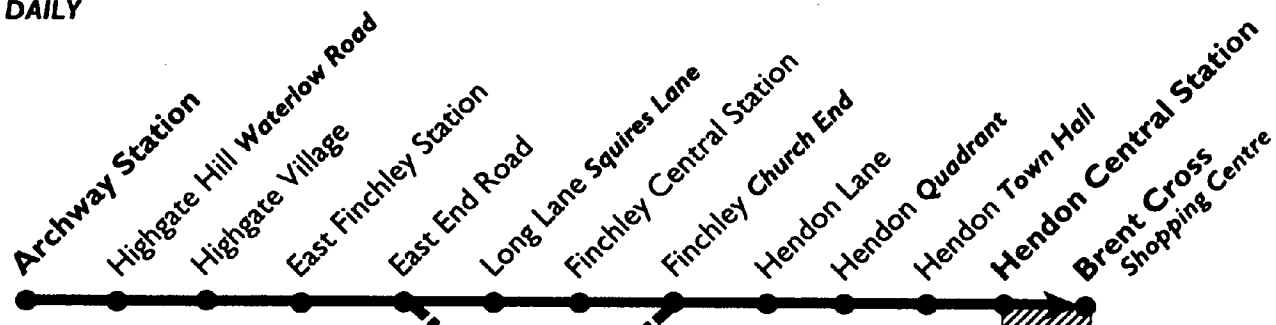 DAILY
Archway Station
Highgate Hill Waterlow Road
Highgate Village
East Finchley Station
East End Road
Long Lane Squires Lane
Finchley Central Station
Finchley Church End
Hendon Lane
Hendon Quadrant
Hendon Town Hall
Hendon Central Station
Brent Cross
Shopping Centre